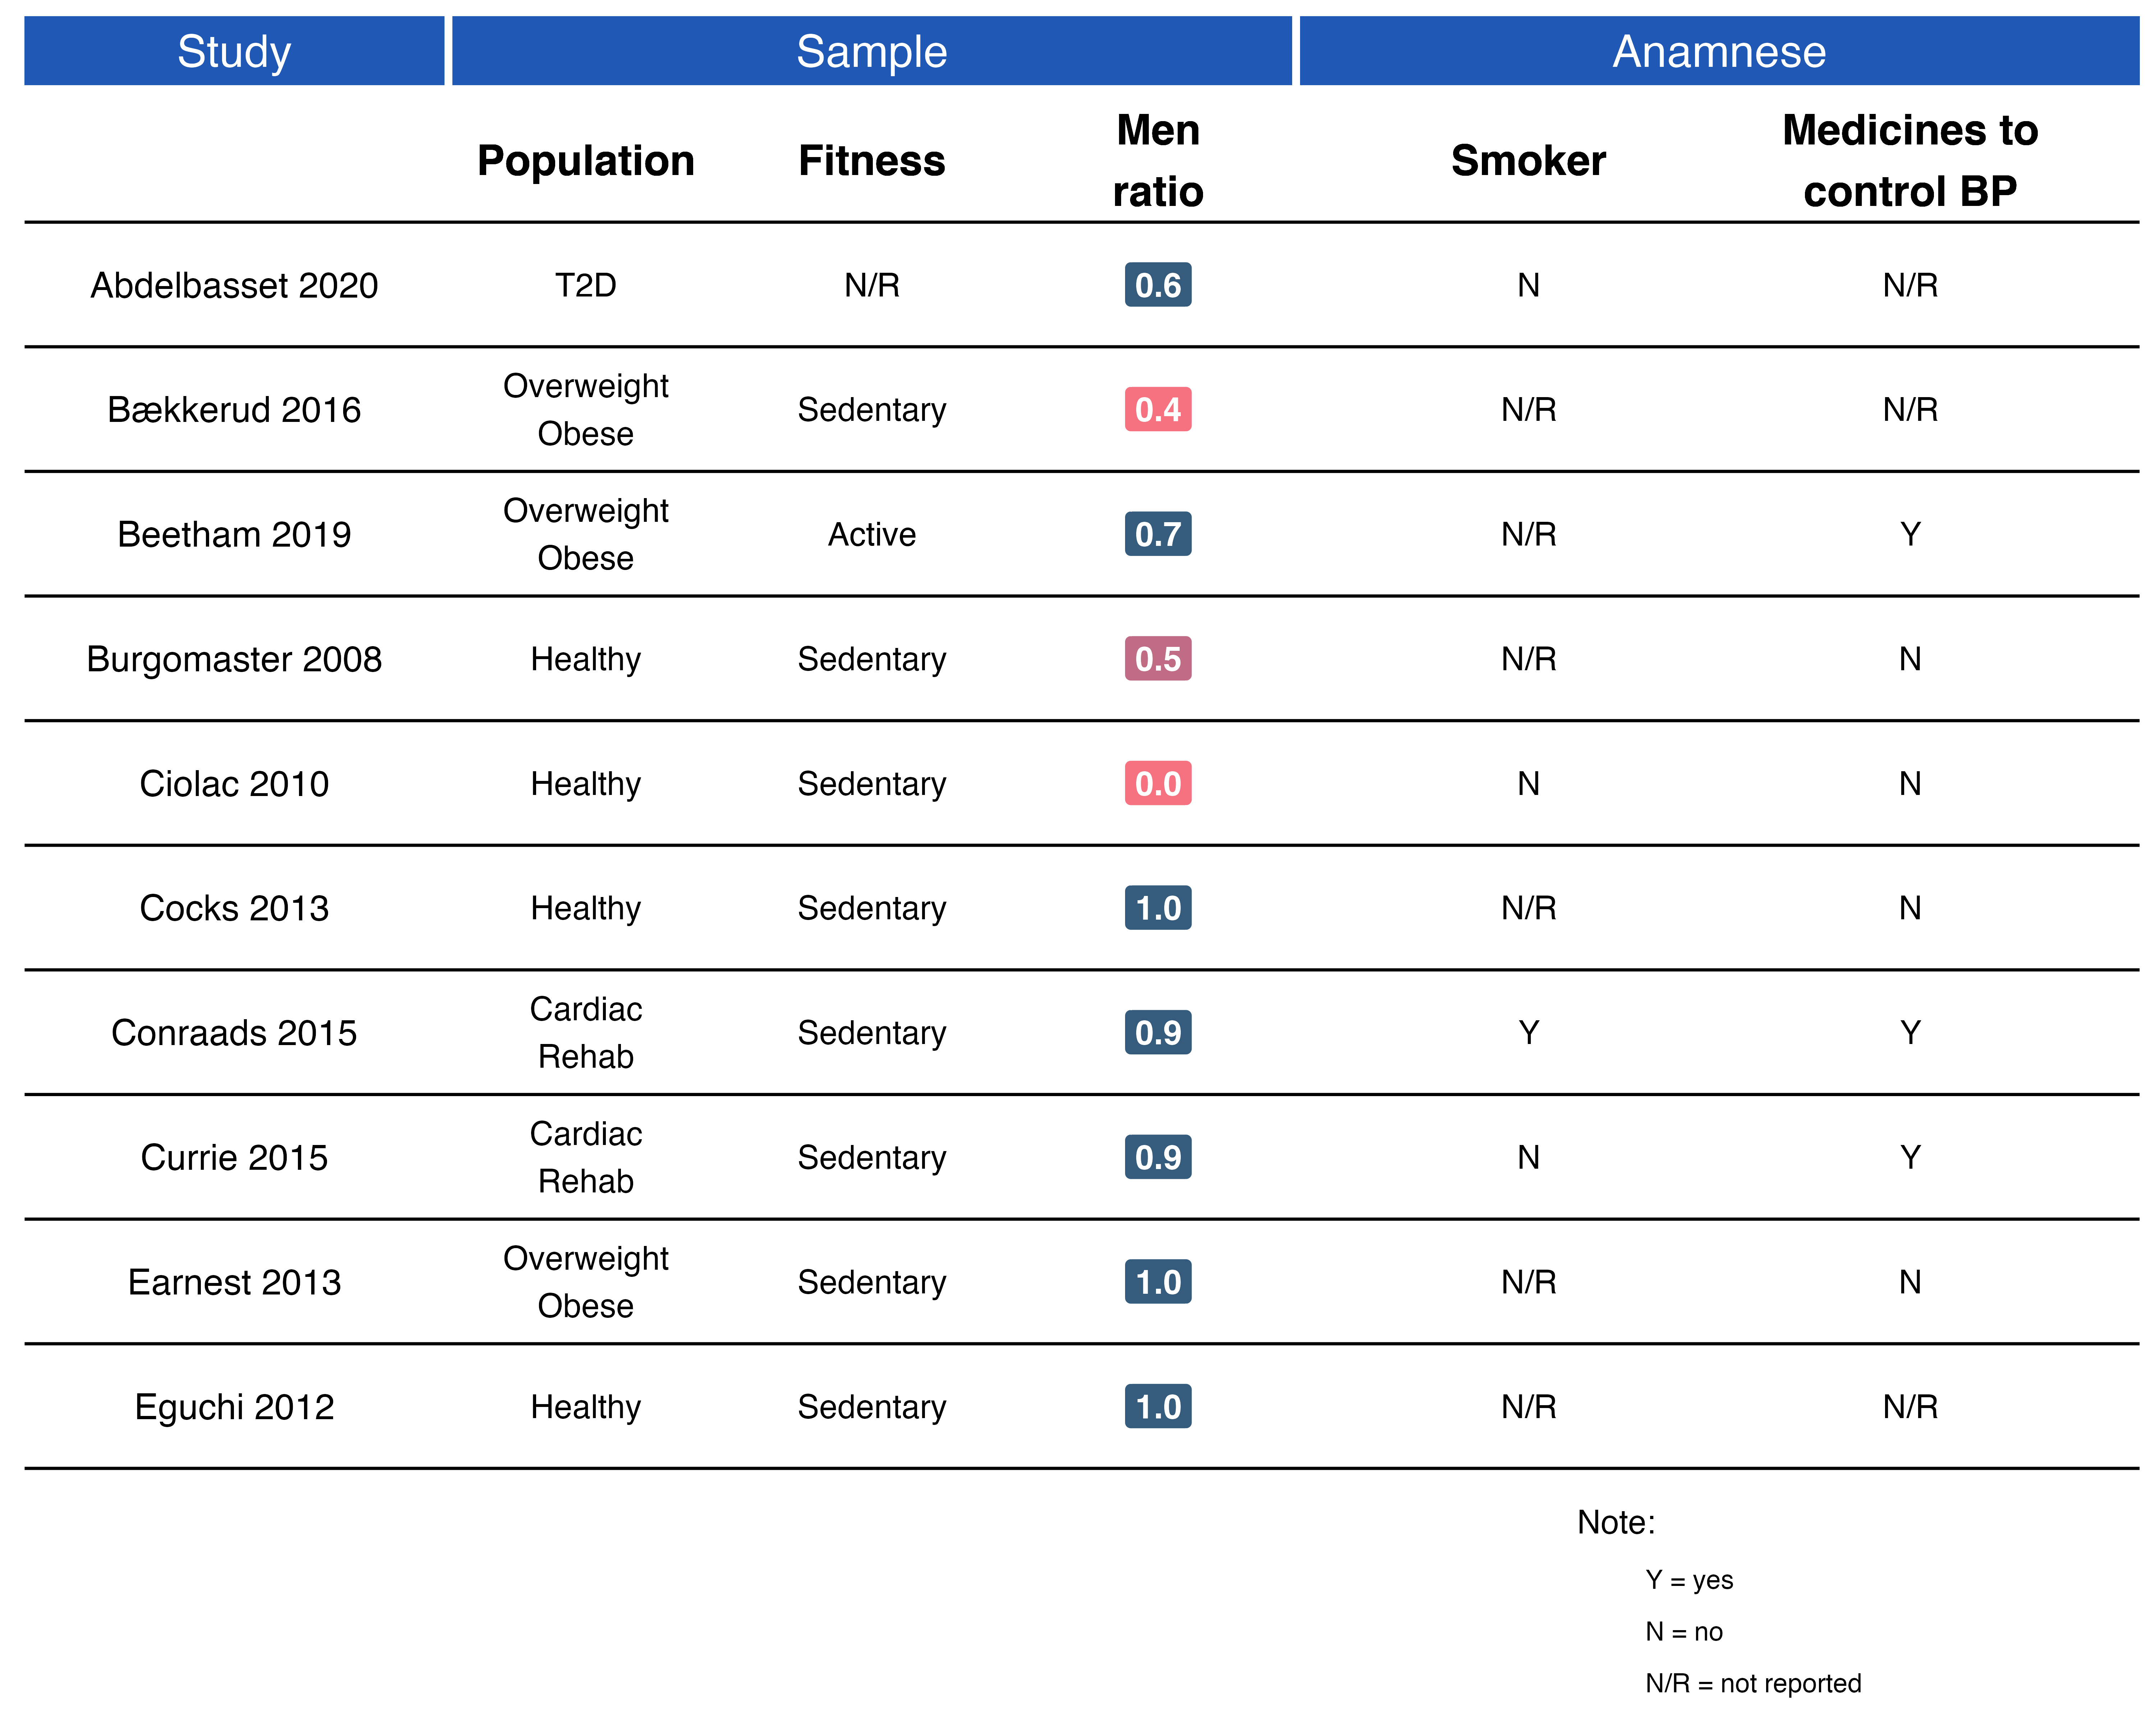 Study Sample Anamnese
Population Fitness Men ratio Smoker Medicines to control BP
Abdelbasset 2020 T2D N/R 0.6 N N/R
Bækkerud 2016 Overweight Obese Sedentary 0.4 N/R N/R
Beetham 2019 Overweight Obese Active 0.7 N/R Y
Burgomaster 2008 Healthy Sedentary 0.5 N/R N
Ciolac 2010 Healthy Sedentary 0.0 N N
Cocks 2013 Healthy Sedentary 1.0 N/R N
Conraads 2015 Cardiac Rehab Sedentary 0.9 Y Y
Currie 2015 Cardiac Rehab Sedentary 0.9 N Y
Earnest 2013 Overweight Obese Sedentary 1.0 N/R N
Eguchi 2012 Healthy Sedentary 1.0 N/R N/R
Note:
Y = yes
N = no
N/R = not reported